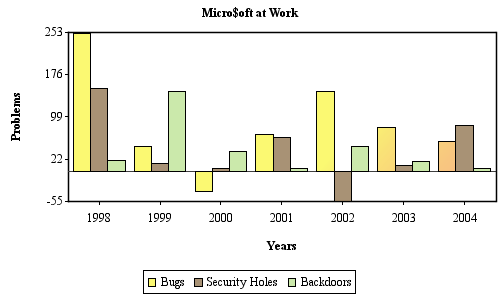 Micro$oft at Work
Problems
253
176
99
22
-55
1998 1999 2000 2001 2002 2003 2004
Years
Bugs Security Holes Backdoors